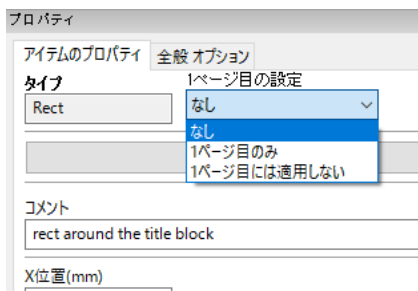 プロパティ
アイテムのプロパティ 全般 オプション
タイプ 1ページ目の設定
Rect なし
なし
1ページ目のみ
1ページ目には適用しない
コメント
rect around the title block
X位置(mm)